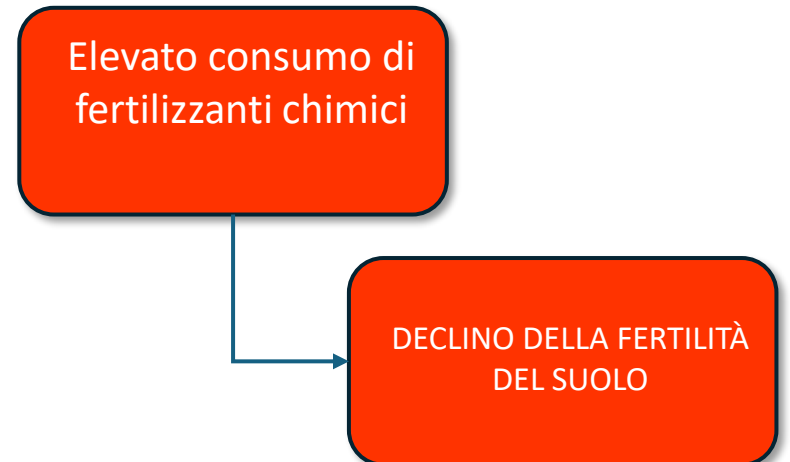 Elevato consumo di
fertilizzanti chimici
DECLINO DELLA FERTILITÀ
DEL SUOLO